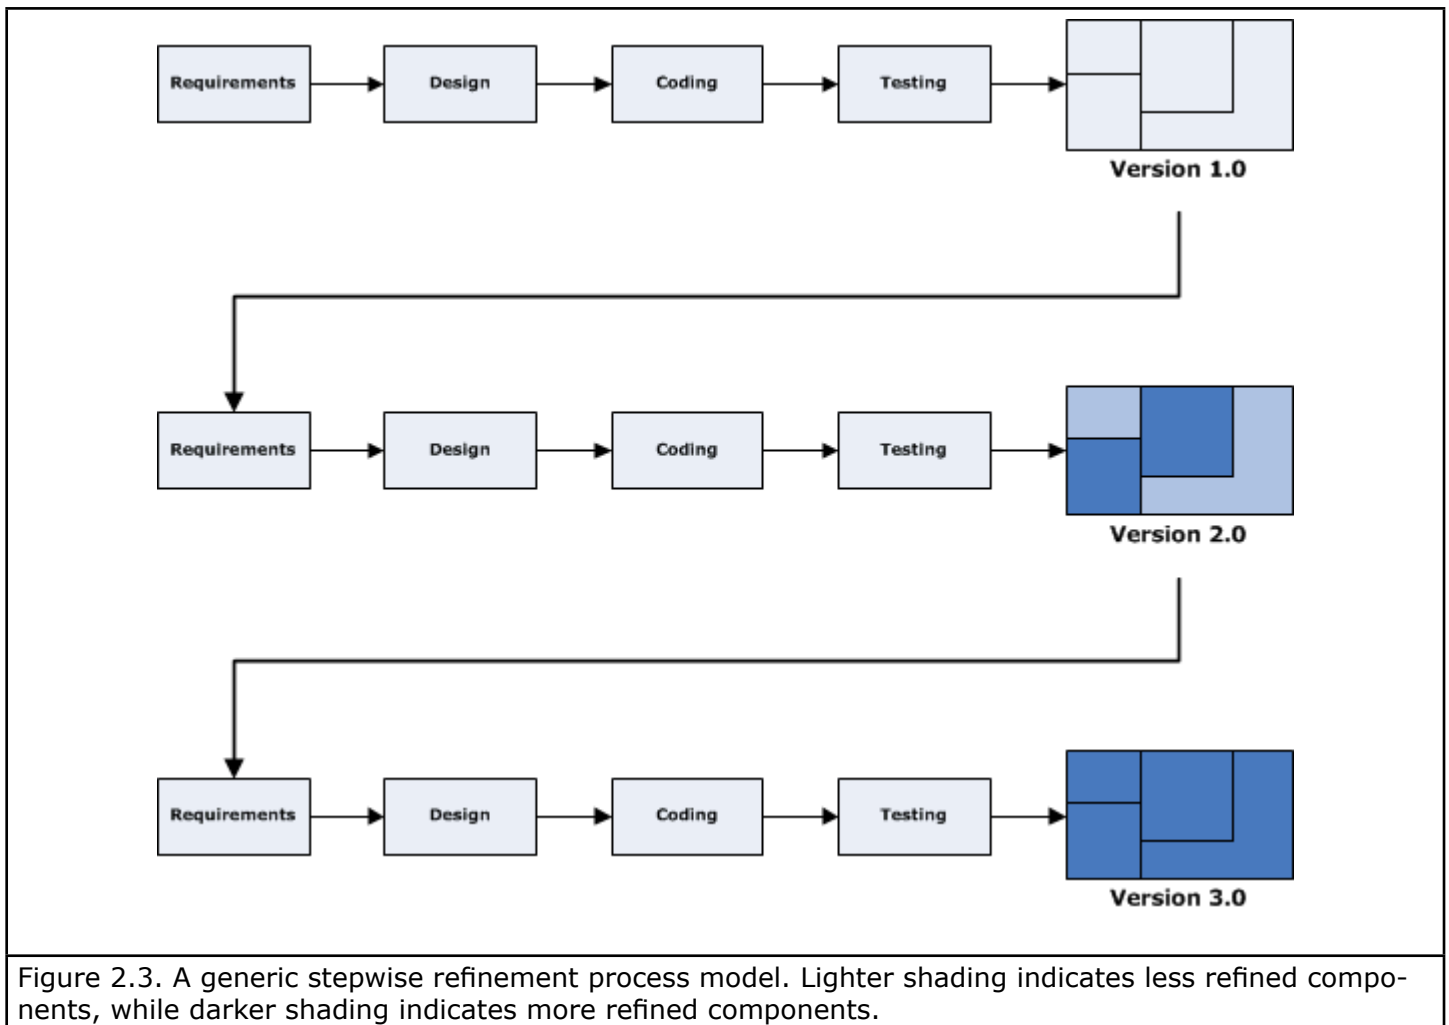 Requirements
Design
Coding
Testing
Version 1.0
Requirements
Design
Coding
Testing
Version 2.0
Requirements
Design
Coding
Testing
Version 3.0
Figure 2.3. A generic stepwise refinement process model. Lighter shading indicates less refined compo-
nents, while darker shading indicates more refined components.